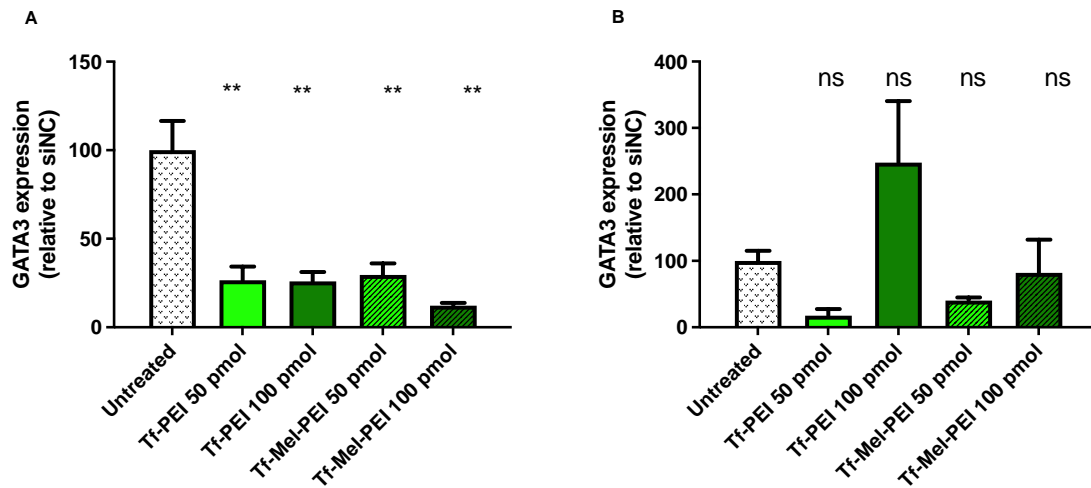 A
GATA3 expression
(relative to siNC)
150
100
50
0
** ** ** **
Untreated
Tf-PEI 50 pmol
Tf-PEI 100 pmol
Tf-Mel-PEI 50 pmol
Tf-Mel-PEI 100 pmol
B
GATA3 expression
(relative to siNC)
400
300
200
100
0
ns ns ns ns
Untreated
Tf-PEI 50 pmol
Tf-PEI 100 pmol
Tf-Mel-PEI 50 pmol
Tf-Mel-PEI 100 pmol